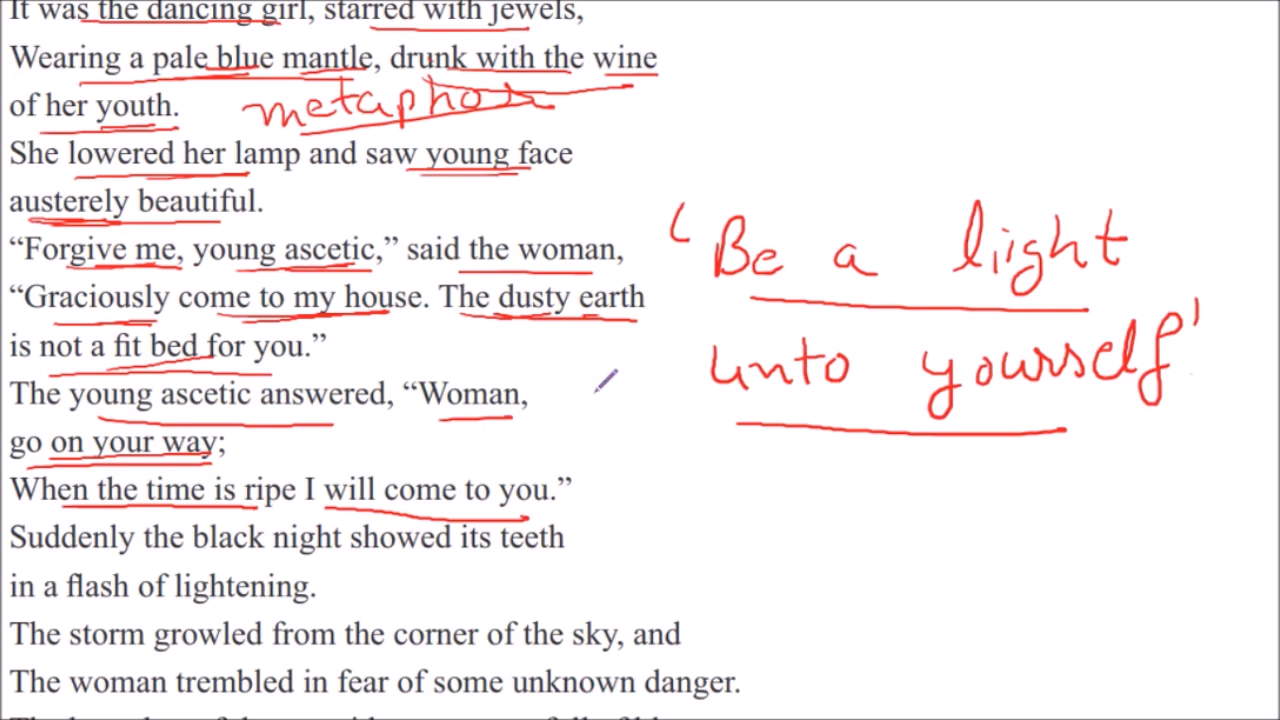 It was the dancing girl, starred with jewels,
Wearing a pale blue mantle, drunk with the wine
of her youth. metaphor
She lowered her lamp and saw young face
austerely beautiful.
“Forgive me, young ascetic,” said the woman,
“Graciously come to my house. The dusty earth
is not a fit bed for you.”
The young ascetic answered, “Woman,
go on your way;
When the time is ripe I will come to you.”
Suddenly the black night showed its teeth
in a flash of lightening.
The storm growled from the corner of the sky, and
The woman trembled in fear of some unknown danger.
‘Be a light
unto yourself’